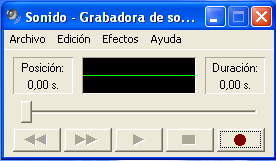 Sonido - Grabadora de so...
Archivo Edición Efectos Ayuda
Posición: Duración:
0,00 s. 0,00 s.